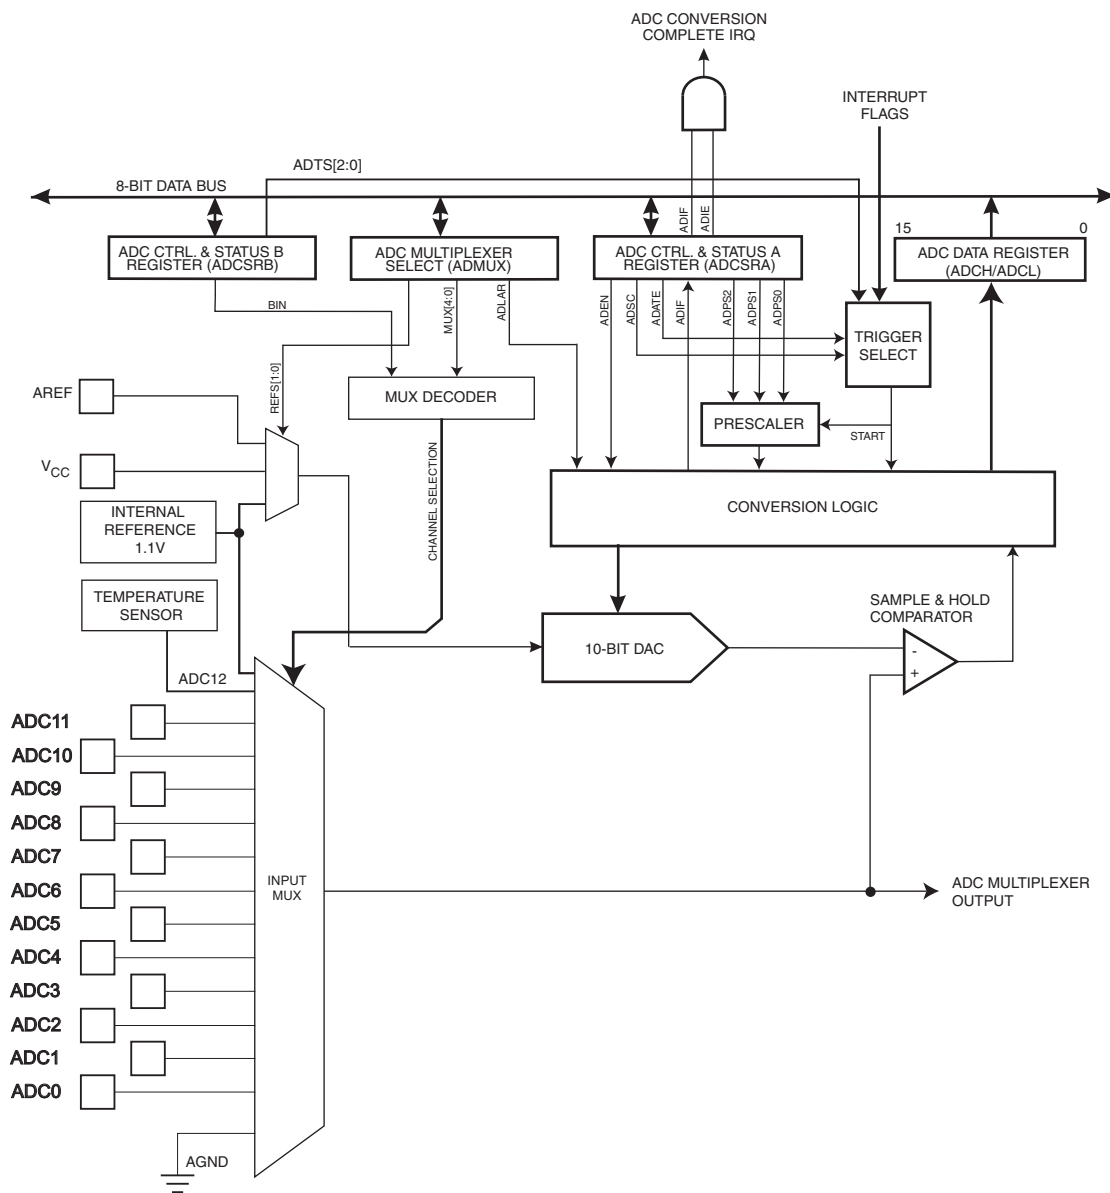 ADC CONVERSION
COMPLETE IRQ
INTERRUPT
FLAGS
ADTS[2:0]
8-BIT DATA BUS
ADIF
ADIE
15
0
ADC CTRL. & STATUS B
REGISTER (ADCSRB)
ADC MULTIPLEXER
SELECT (ADMUX)
ADC CTRL. & STATUS A
REGISTER (ADCSRA)
ADC DATA REGISTER
(ADCH/ADCL)
BIN
MUX[4:0]
ADLAR
ADEN
ADSC
ADATE
ADIF
ADPS2
ADPS1
ADPS0
TRIGGER
SELECT
REFS[1:0]
MUX DECODER
AREF
PRESCALER
START
VCC
CHANNEL SELECTION
INTERNAL
REFERENCE
1.1V
CONVERSION LOGIC
TEMPERATURE
SENSOR
SAMPLE & HOLD
COMPARATOR
10-BIT DAC
-
+
ADC12
ADC11
ADC10
ADC9
ADC8
ADC7
ADC6
INPUT
MUX
ADC MULTIPLEXER
OUTPUT
ADC5
ADC4
ADC3
ADC2
ADC1
ADC0
AGND